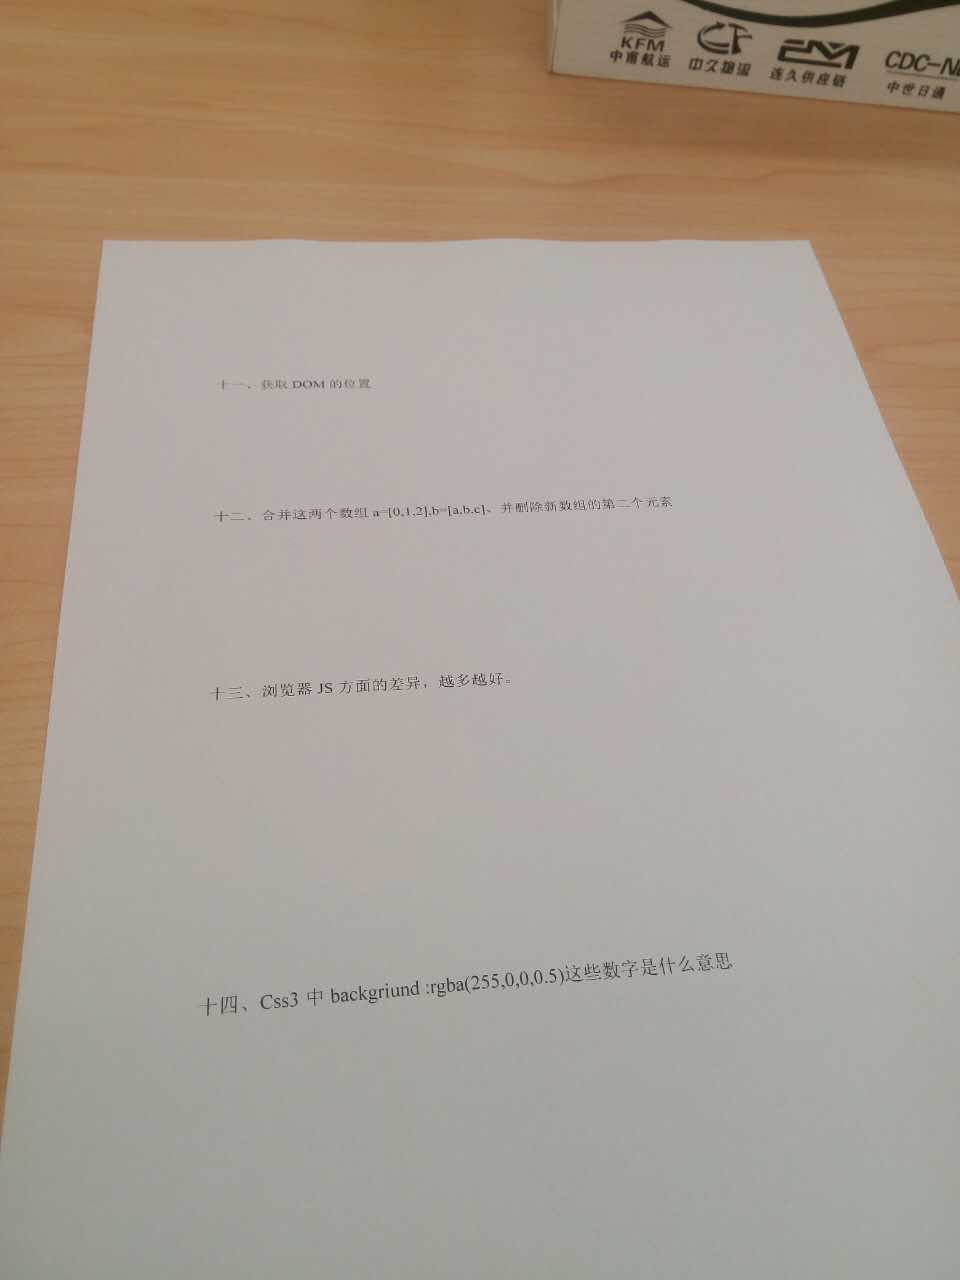 KFM
中甫航运
中久物流
连久供应链
CDC-N
中世日通
十一、获取 DOM 的位置
十二、合并这两个数组 a=[0,1,2],b=[a,b,c]、并删除新数组的第二个元素
十三、浏览器 JS 方面的差异，越多越好。
十四、Css3 中 backgriund :rgba(255,0,0,0.5)这些数字是什么意思